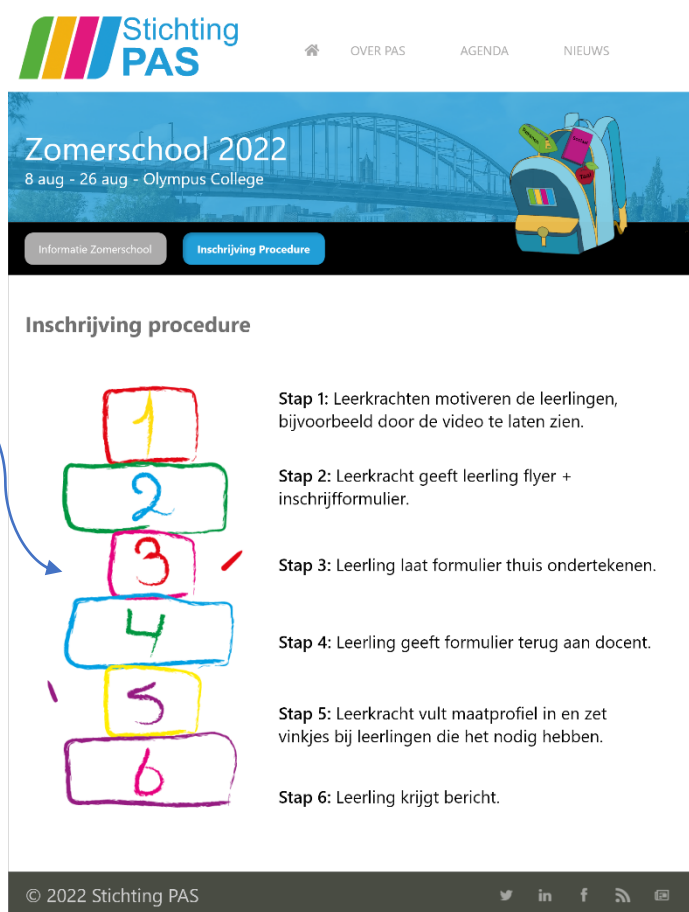 Stichting
PAS
OVER PAS AGENDA NIEUWS
Zomerschool 2022
8 aug - 26 aug - Olympus College
Informatie Zomerschool Inschrijving Procedure
Inschrijving procedure
1
Stap 1: Leerkrachten motiveren de leerlingen,
bijvoorbeeld door de video te laten zien.
2
Stap 2: Leerkracht geeft leerling flyer +
inschrijfformulier.
3
Stap 3: Leerling laat formulier thuis ondertekenen.
4
Stap 4: Leerling geeft formulier terug aan docent.
5
Stap 5: Leerkracht vult maatprofiel in en zet
vinkjes bij leerlingen die het nodig hebben.
6
Stap 6: Leerling krijgt bericht.
© 2022 Stichting PAS